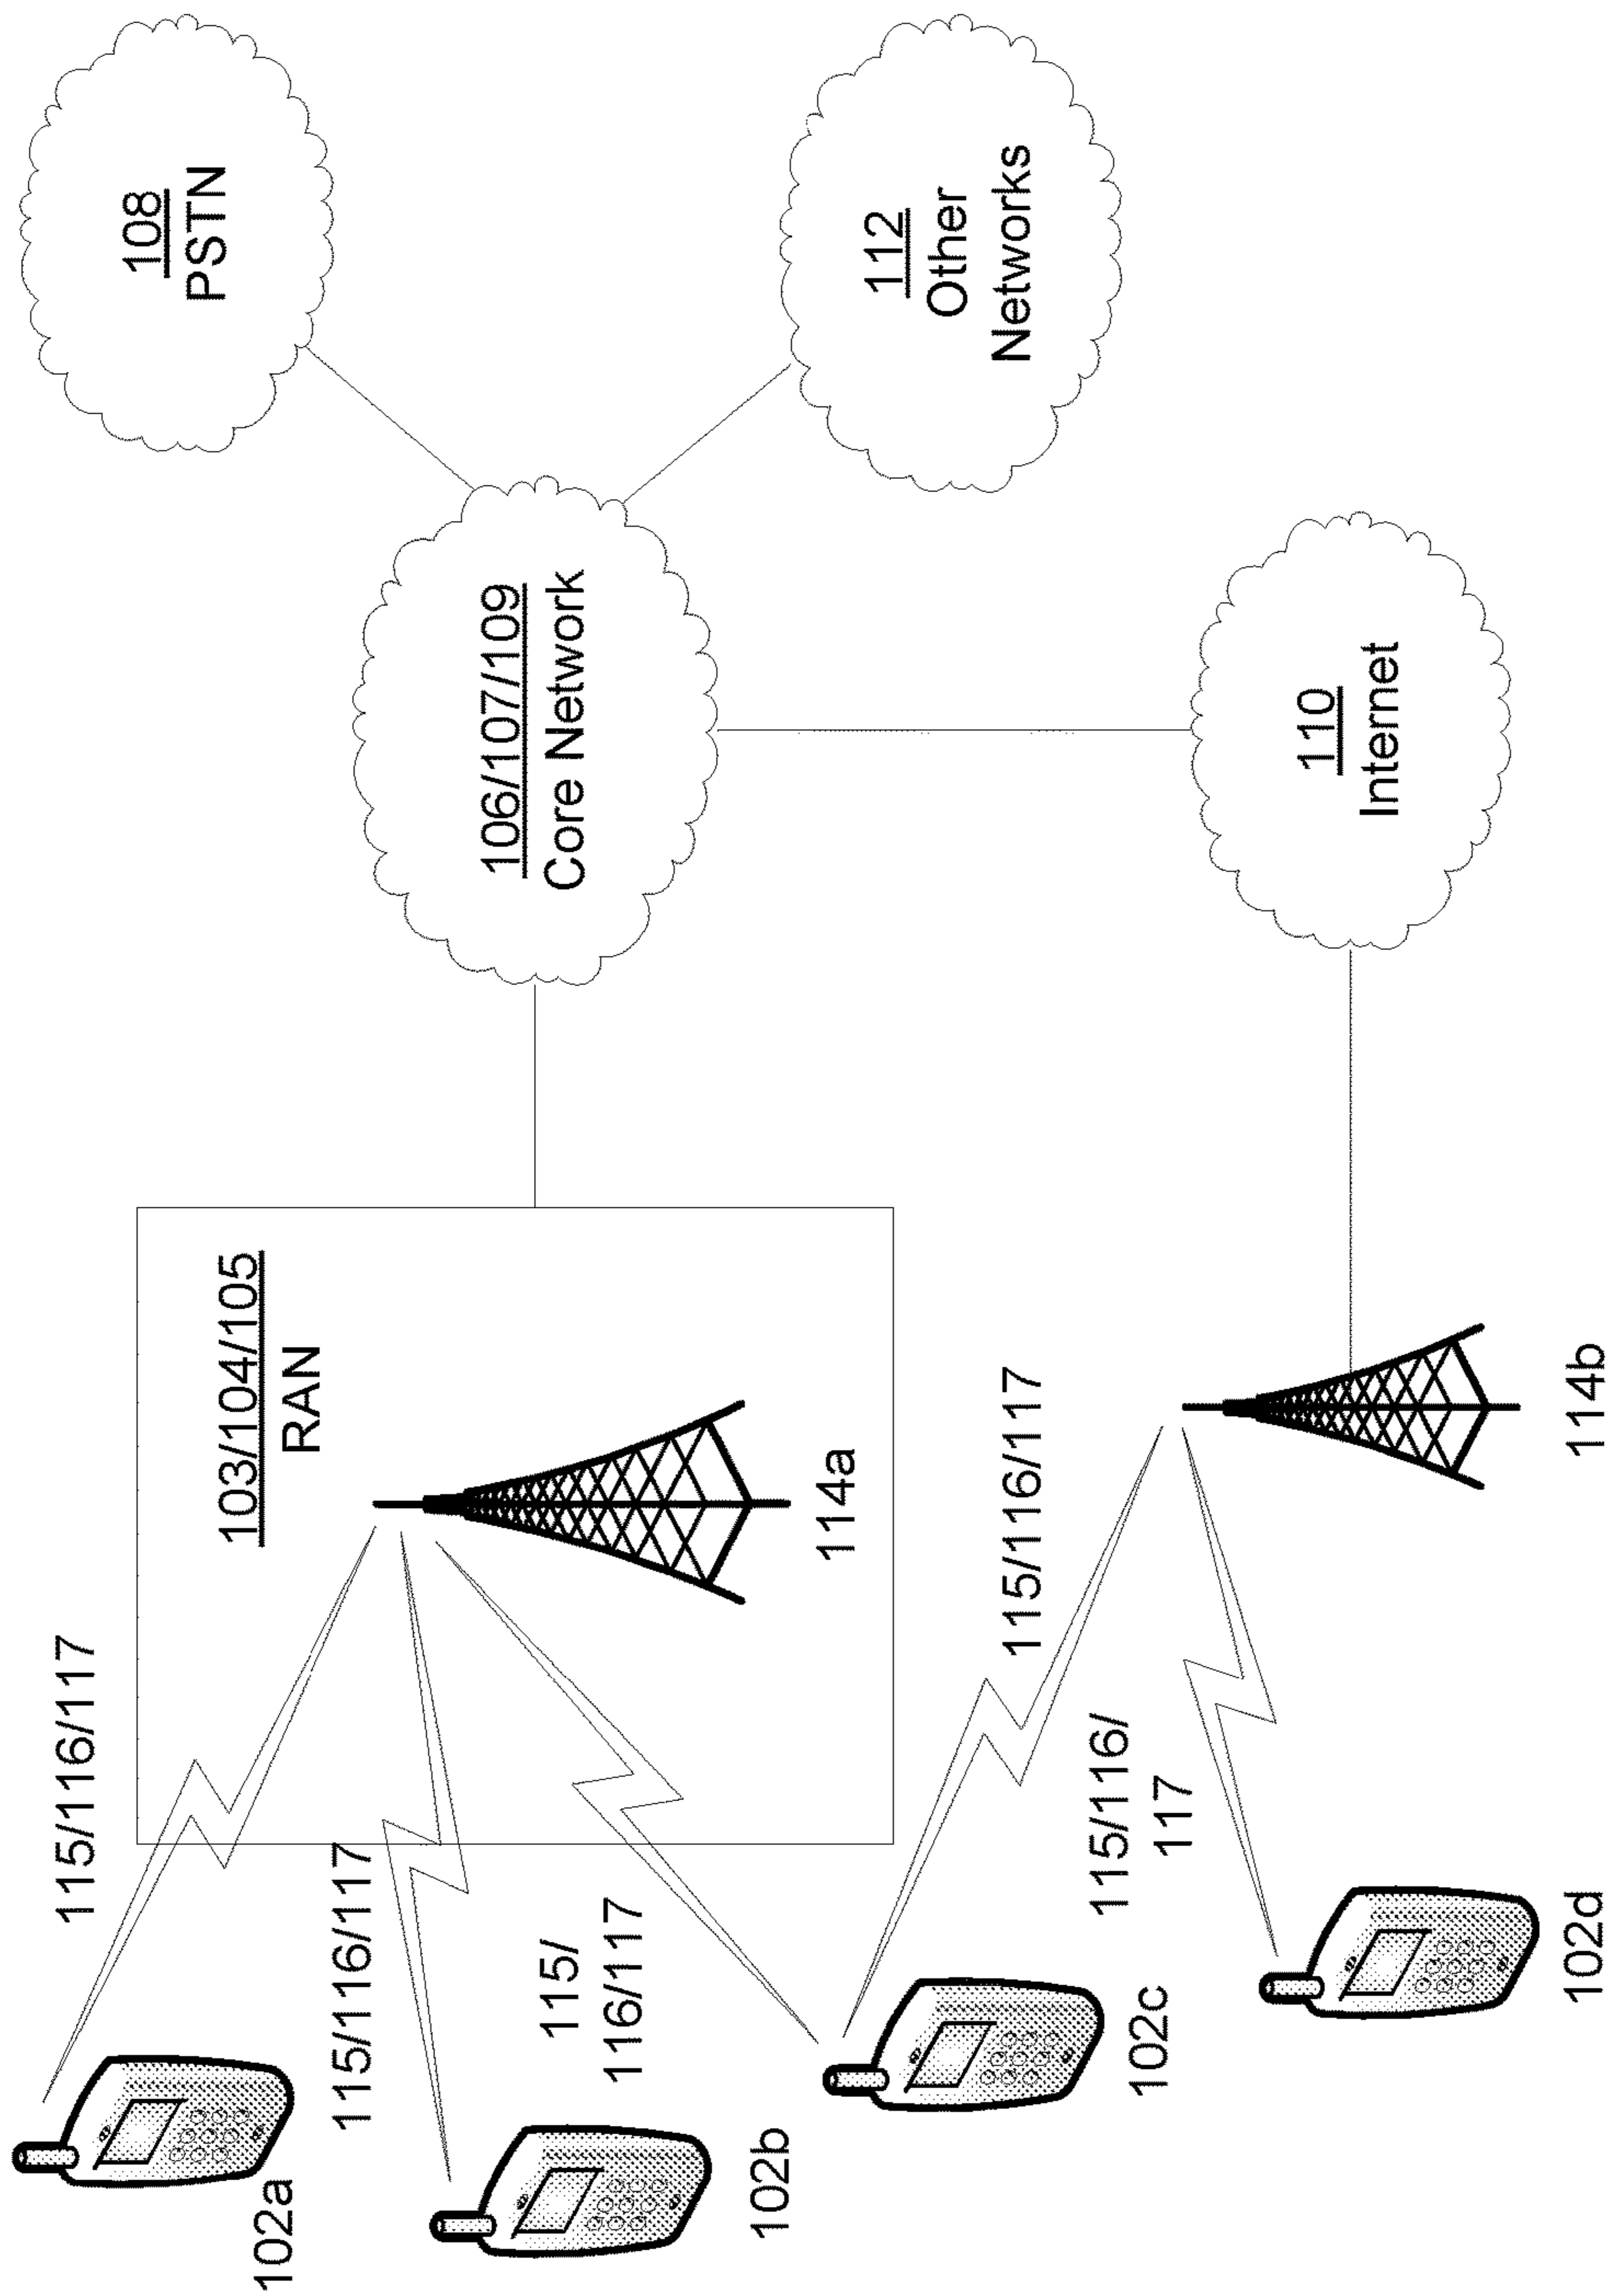 108
PSTN
106/107/109
Core Network
112
Other
Networks
110
Internet
103/104/105
RAN
114a
114b
115/116/117
115/116/117
115/
116/117
115/116/117
115/116/
117
102a
102b
102c
102d